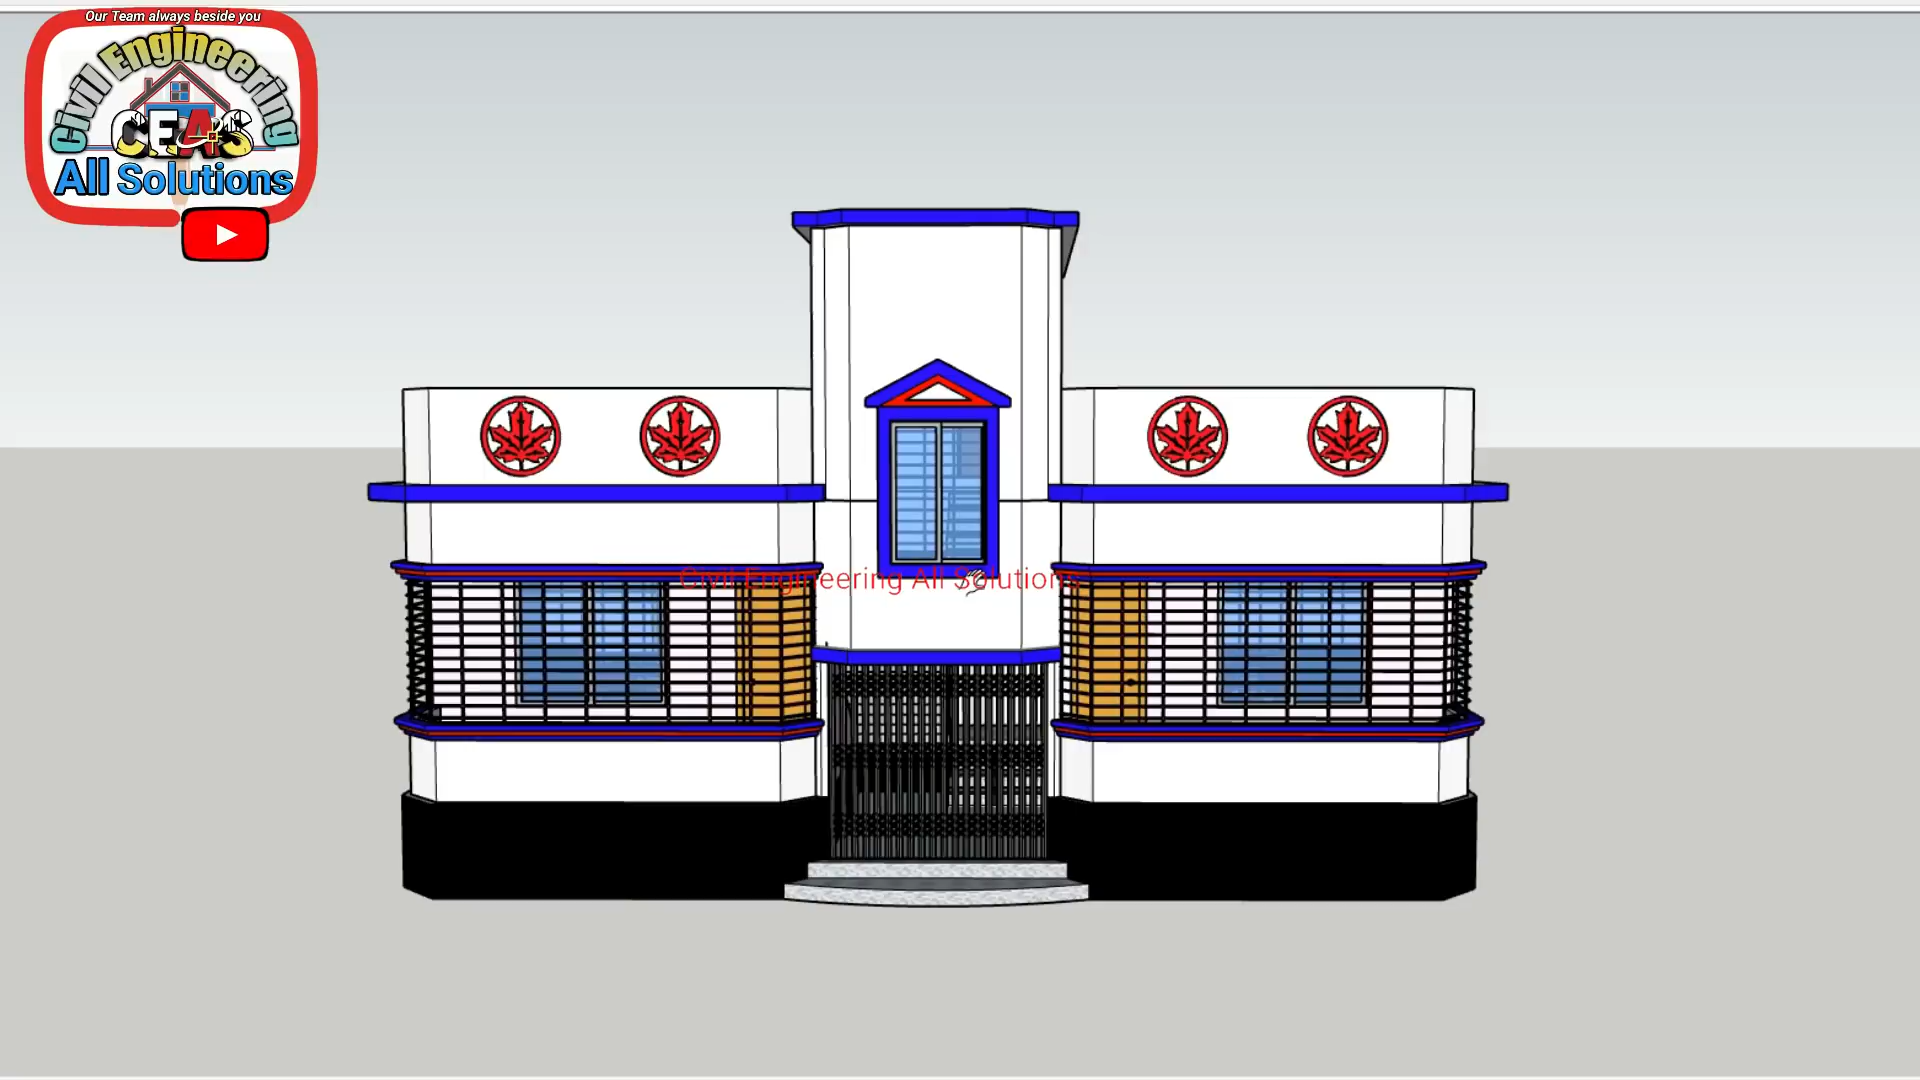 Our Team always beside you
Civil Engineering
CEAS
All Solutions
Civil Engineering All Solutions